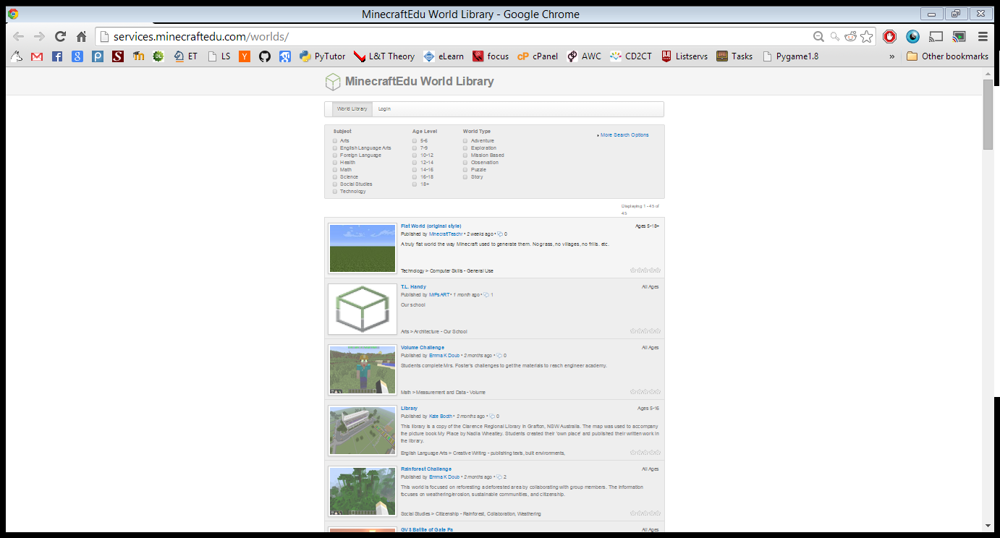 MinecraftEdu World Library - Google Chrome
services.minecraftedu.com/worlds/
ET LS PyTutor L&T Theory eLearn focus cPanel AWC CD2CT Listservs Tasks Pygame1.8 » Other bookmarks
MinecraftEdu World Library
World Library Login
Subject Age Level World Type
More Search Options
Arts 5-6 Adventure
English Language Arts 7-9 Exploration
Foreign Language 10-12 Mission Based
Health 12-14 Observation
Math 14-16 Puzzle
Science 16-18 Story
Social Studies 18+
Technology
Displaying 1 - 45 of
45
Flat World (original style) Ages 5-18+
Published by MinecraftTeachr • 2 weeks ago • 0
A truly flat world the way Minecraft used to generate them. No grass, no villages, no frills. etc.
Technology > Computer Skills - General Use
T.L. Handy All Ages
Published by MrPsART • 1 month ago • 1
Our school
Arts > Architecture - Our School
Volume Challenge All Ages
Published by Emma K Doub • 2 months ago • 0
Students complete Mrs. Foster's challenges to get the materials to reach engineer academy.
Math > Measurement and Data - Volume
Library Ages 5-16
Published by Kate Booth • 2 months ago • 0
This library is a copy of the Clarence Regional Library in Grafton, NSW Australia. The map was used to accompany
the picture book My Place by Nadia Wheatley. Students created their 'own place' and published their written work in
the library.
English Language Arts > Creative Writing - publishing texts, built environments,
Rainforest Challenge All Ages
Published by Emma K Doub • 2 months ago • 2
This world is focused on reforesting a deforested area by collaborating with group members. The information
focuses on weathering/erosion, sustainable communities, and citizenship.
Social Studies > Citizenship - Rainforest, Collaboration, Weathering
GV3 Battle of Gate Pa All Ages